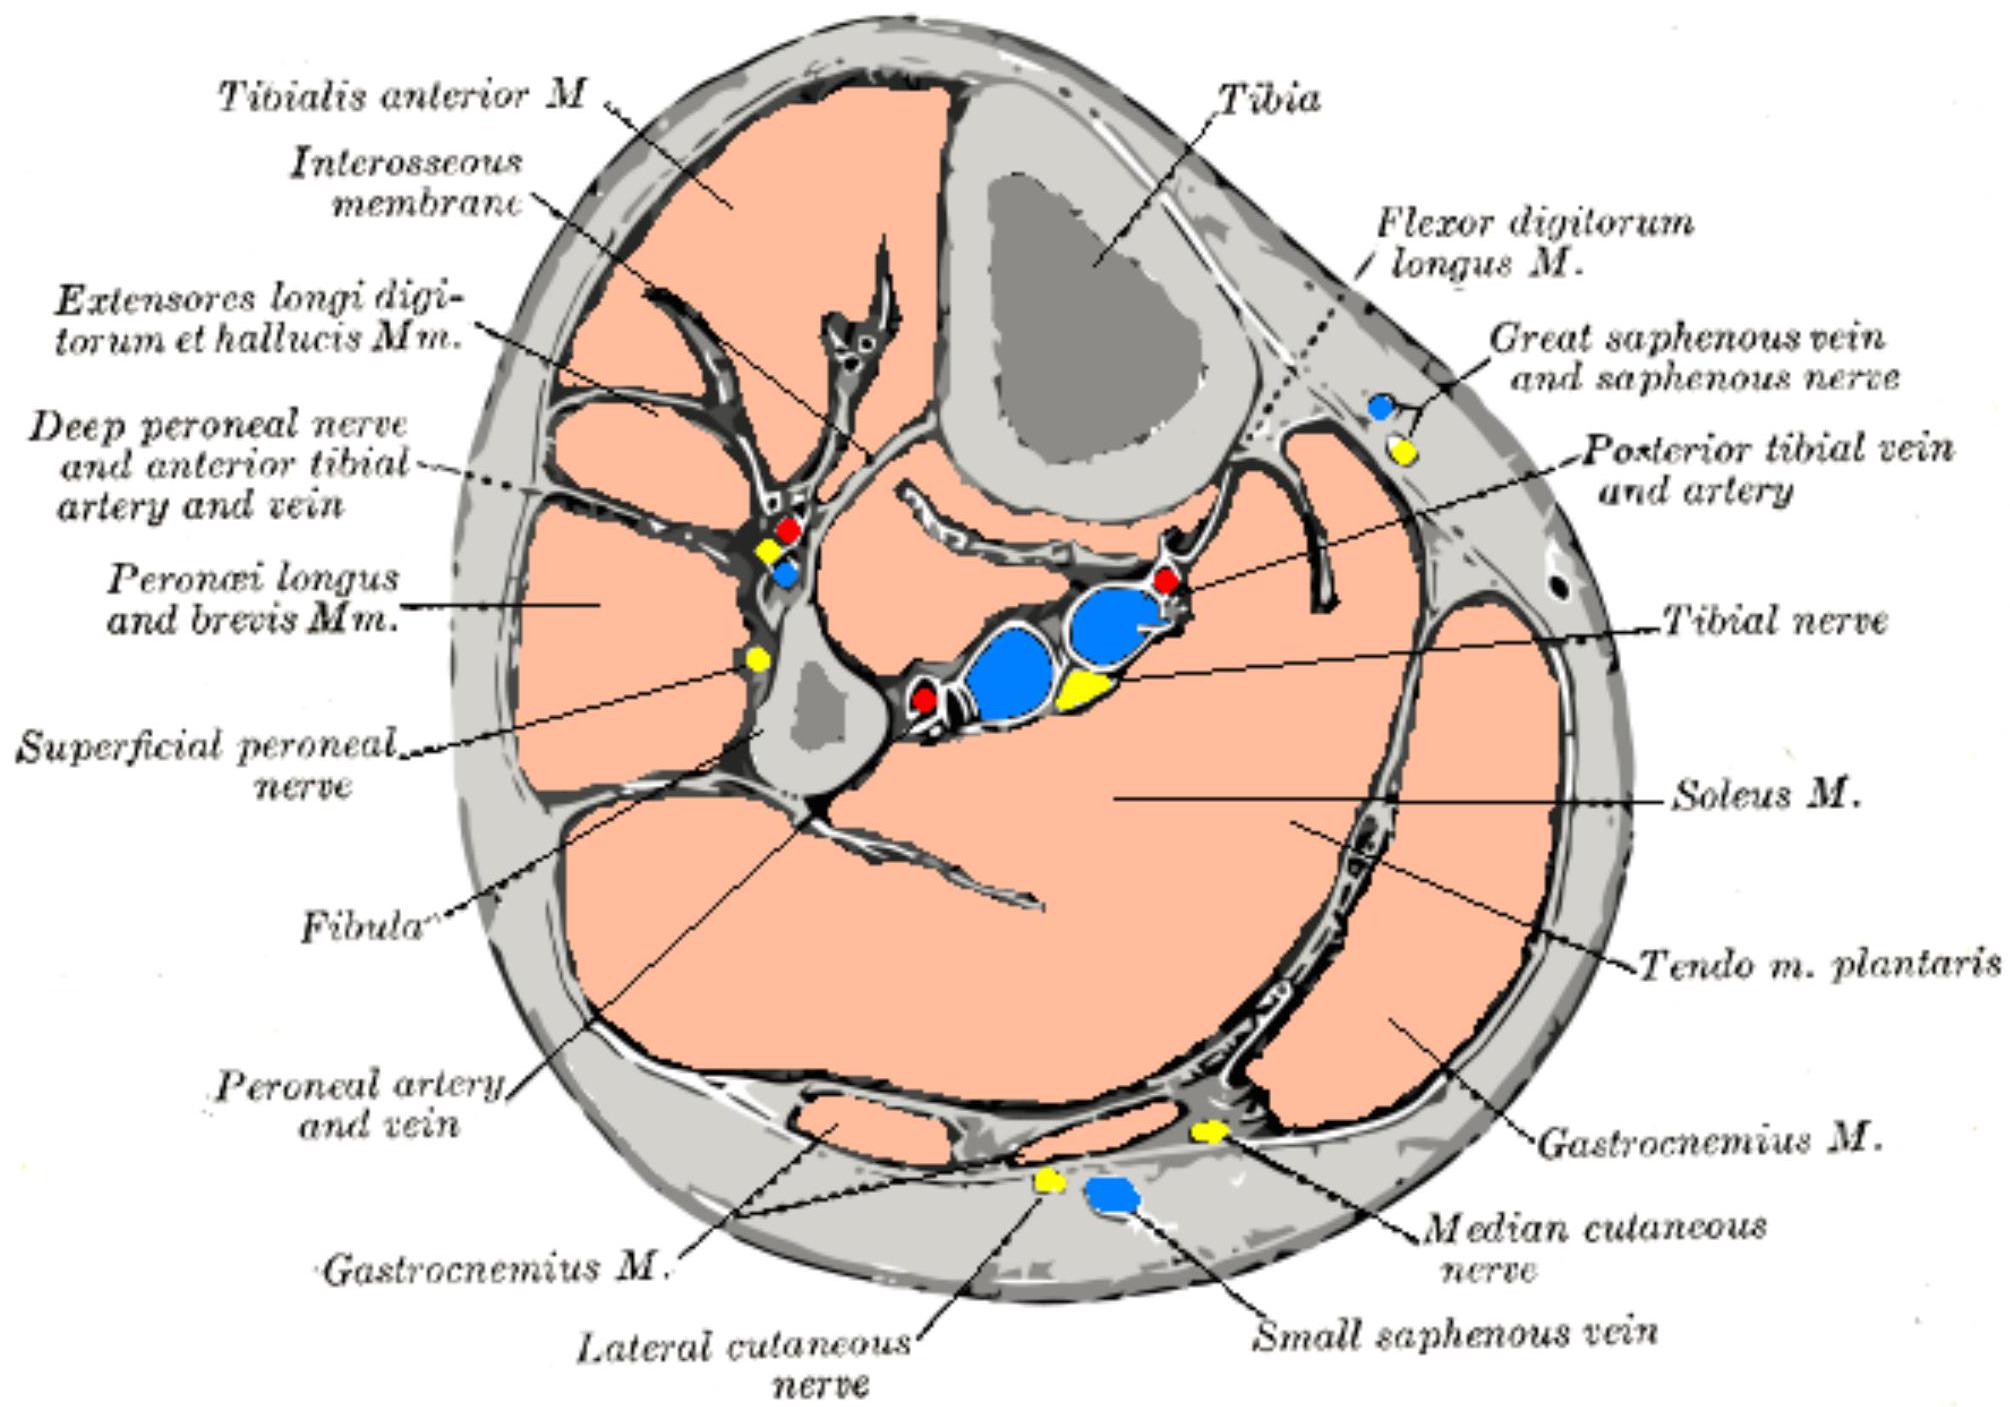 Tibialis anterior M
Interosseous
membrane
Extensores longi digi-
torum et hallucis Mm.
Deep peroneal nerve
and anterior tibial
artery and vein
Peronæi longus
and brevis Mm.
Superficial peroneal
nerve
Fibula
Peroneal artery
and vein
Gastrocnemius M.
Lateral cutaneous
nerve
Tibia
Flexor digitorum
longus M.
Great saphenous vein
and saphenous nerve
Posterior tibial vein
and artery
Tibial nerve
Soleus M.
Tendo m. plantaris
Gastrocnemius M.
Median cutaneous
nerve
Small saphenous vein